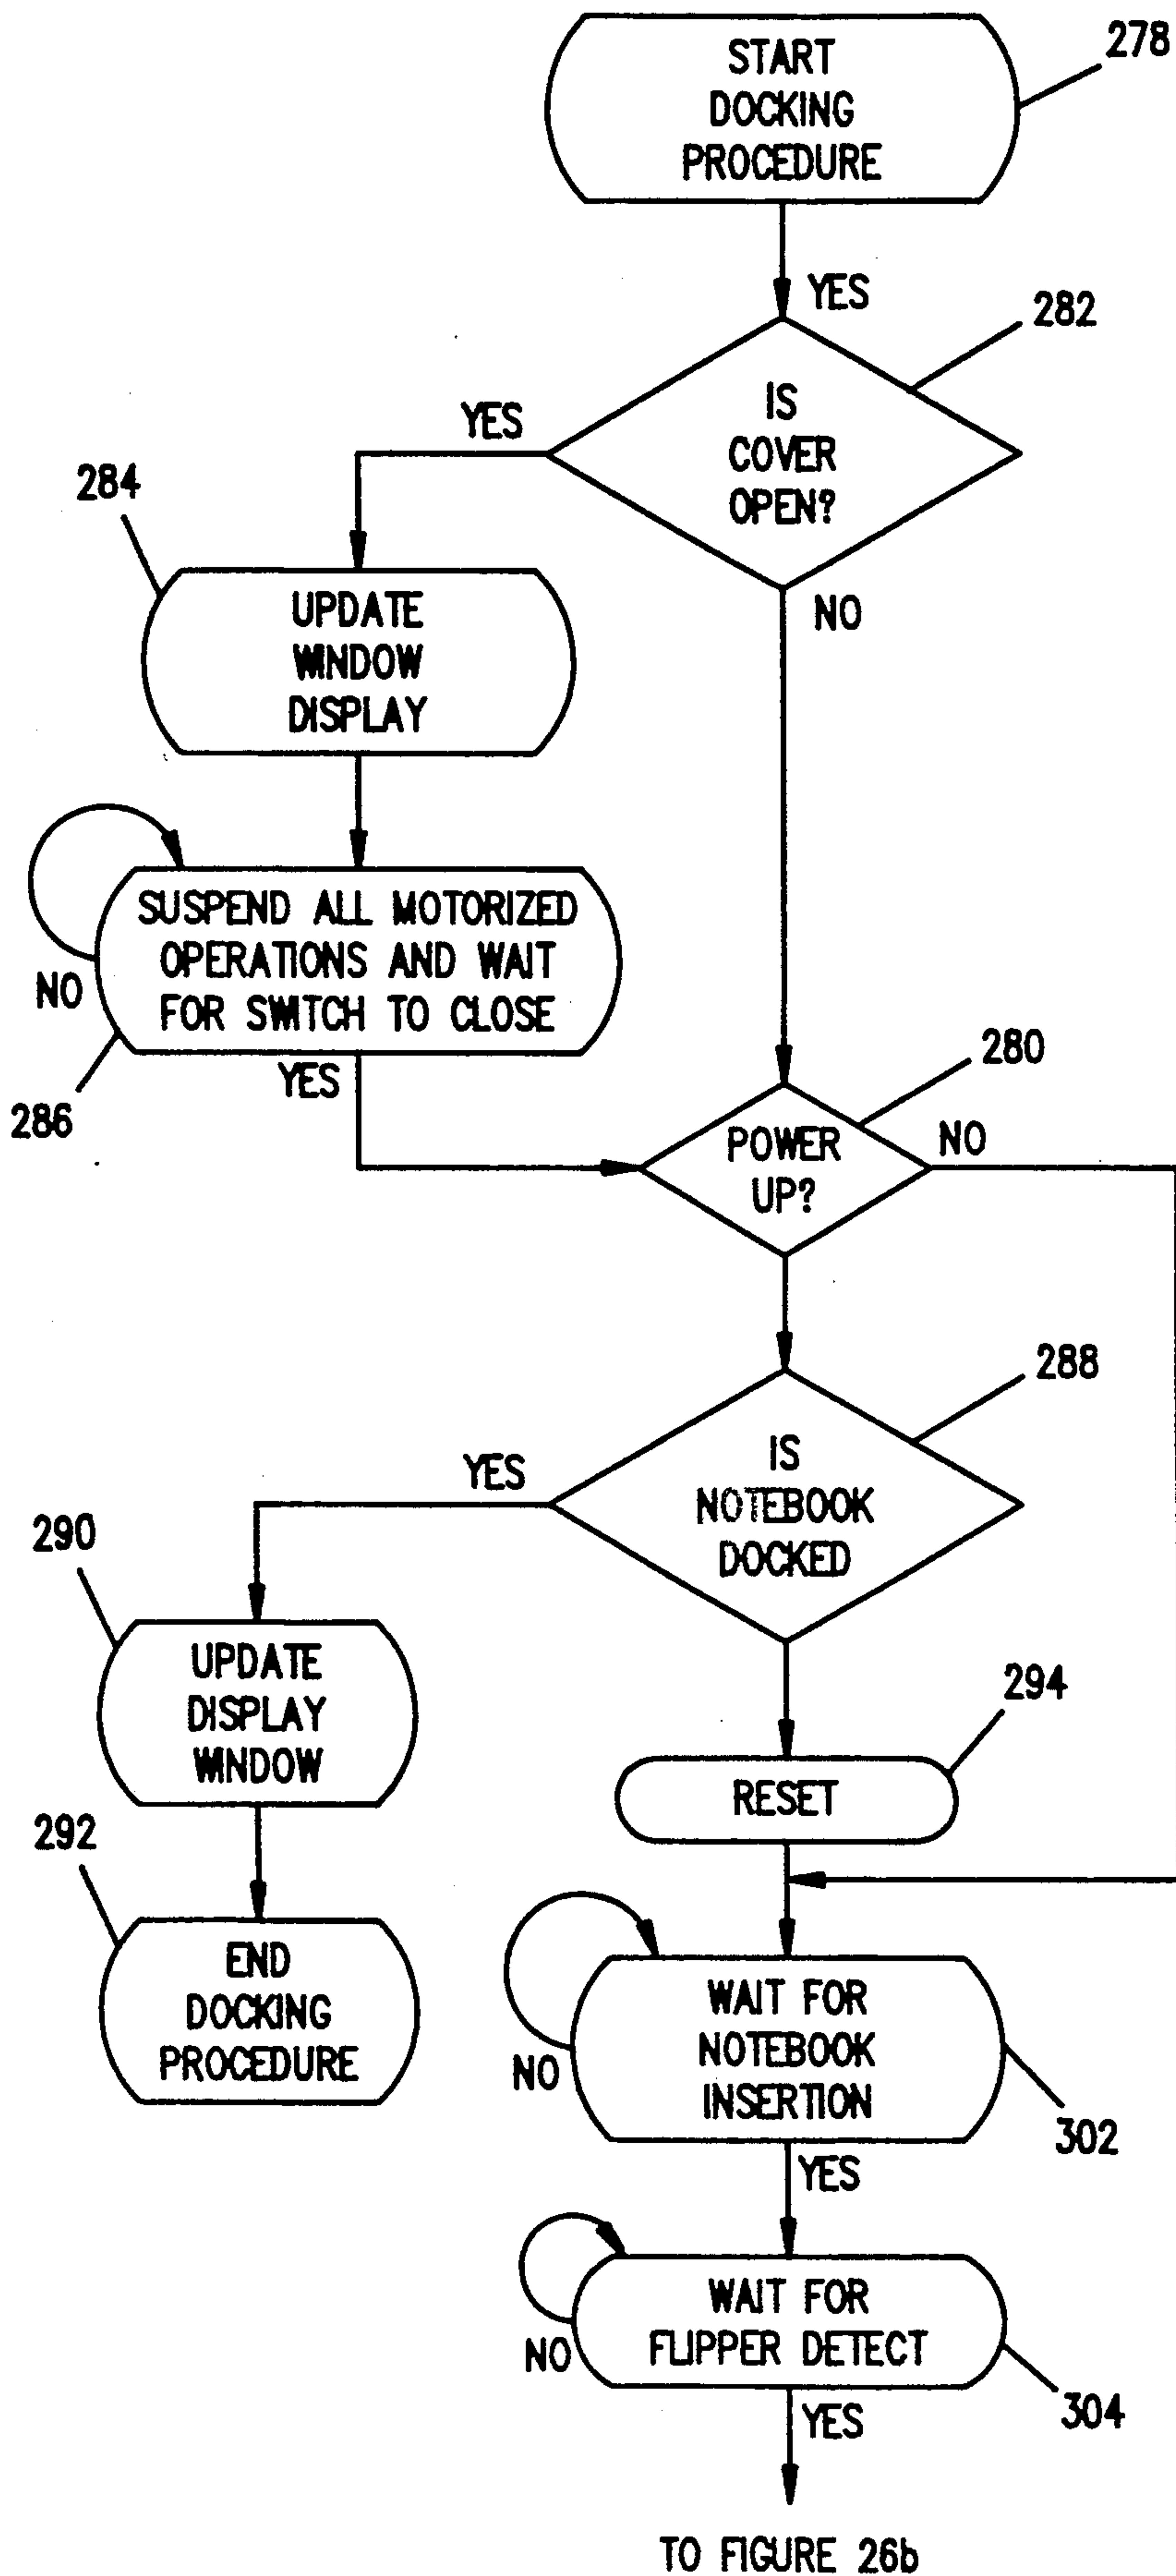 START
DOCKING
PROCEDURE
278
YES
282
IS
COVER
OPEN?
YES
NO
284
UPDATE
WINDOW
DISPLAY
SUSPEND ALL MOTORIZED
OPERATIONS AND WAIT
FOR SWITCH TO CLOSE
NO
YES
286
280
POWER
UP?
NO
288
IS
NOTEBOOK
DOCKED
YES
290
UPDATE
DISPLAY
WINDOW
294
RESET
292
END
DOCKING
PROCEDURE
WAIT FOR
NOTEBOOK
INSERTION
NO
302
YES
WAIT FOR
FLIPPER DETECT
NO
304
YES
TO FIGURE 26b